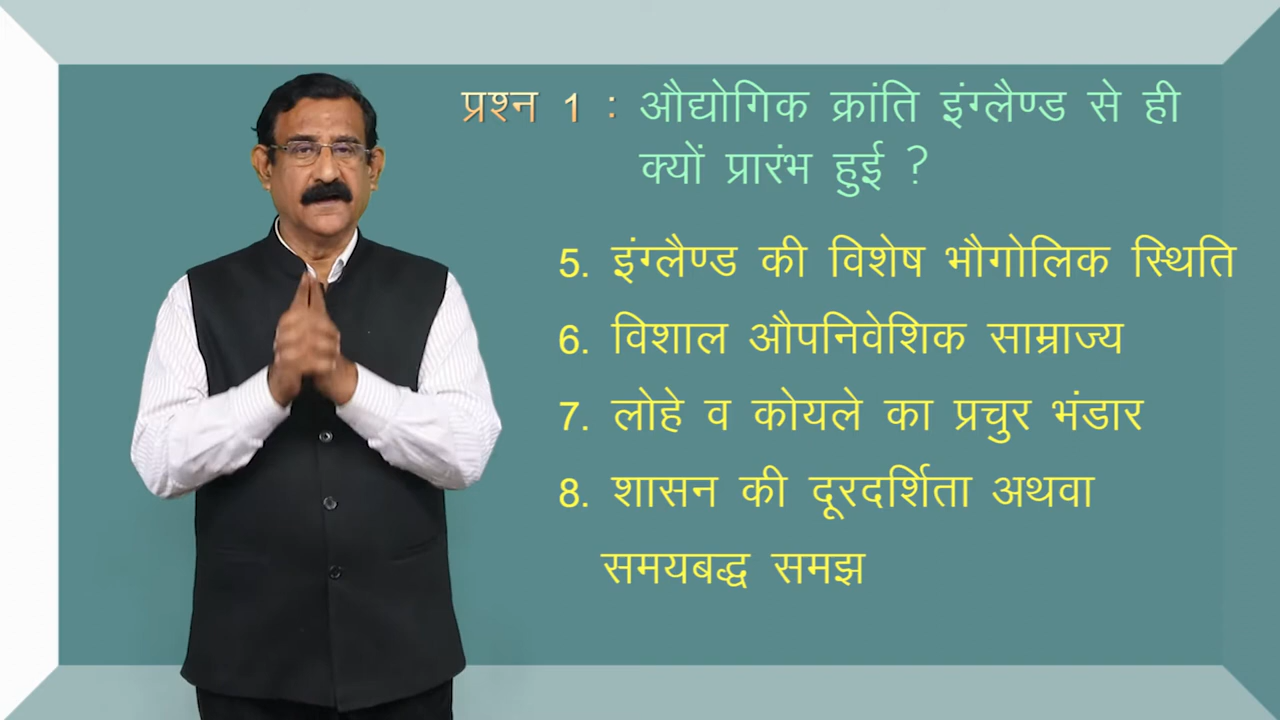 प्रश्न 1 : औद्योगिक क्रांति इंग्लैण्ड से ही
क्यों प्रारंभ हुई ?
5. इंग्लैण्ड की विशेष भौगोलिक स्थिति
6. विशाल औपनिवेशिक साम्राज्य
7. लोहे व कोयले का प्रचुर भंडार
8. शासन की दूरदर्शिता अथवा
समयबद्ध समझ